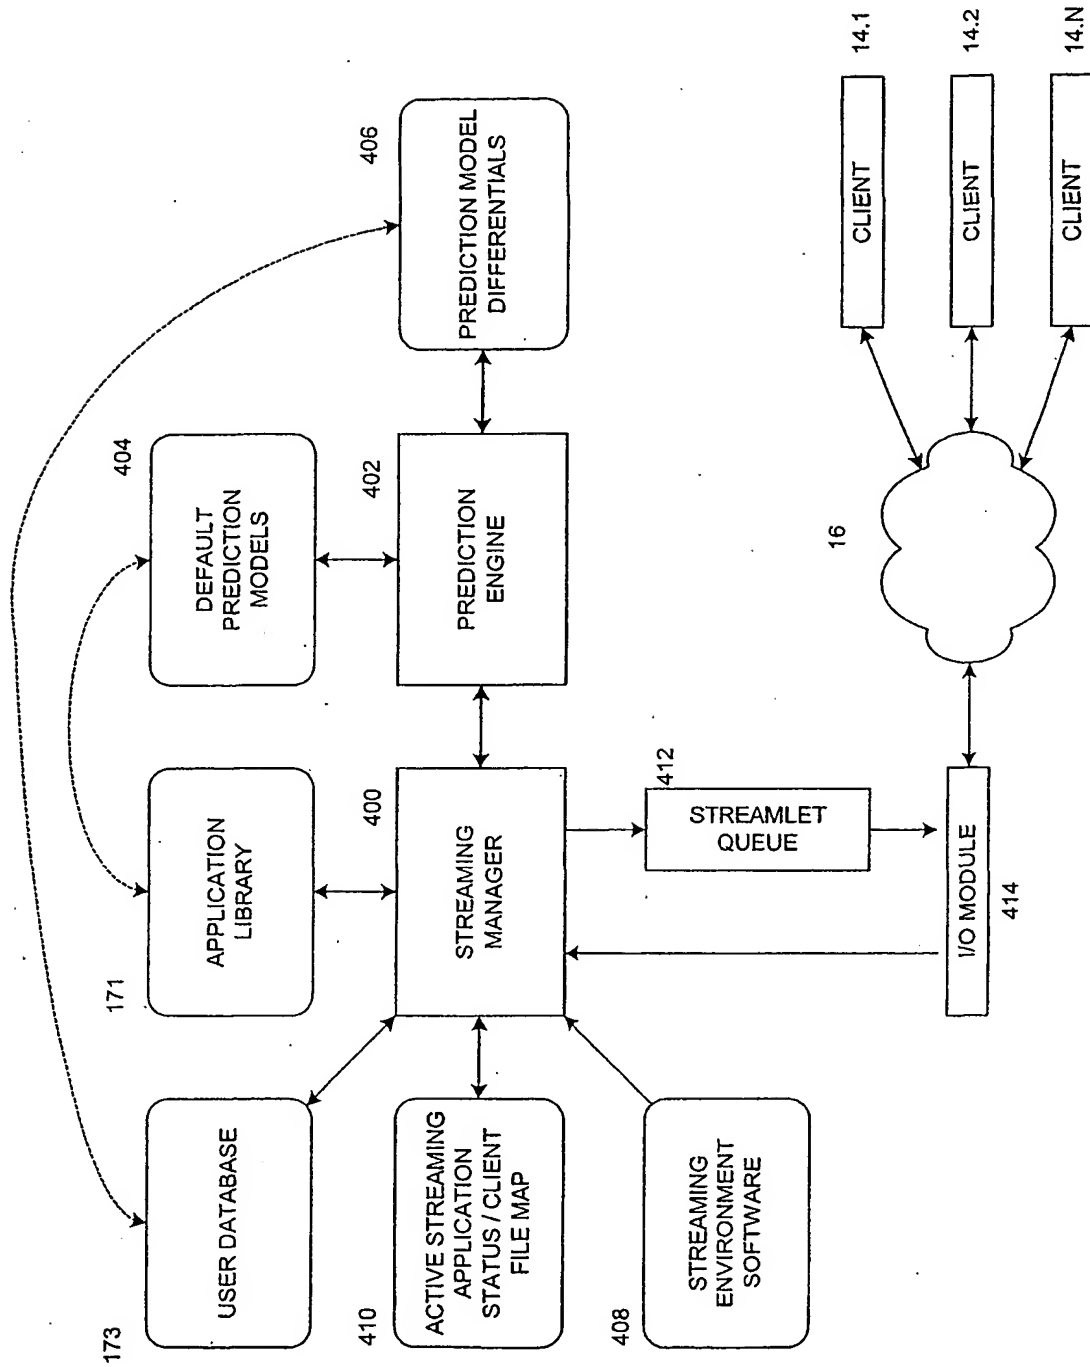 173
USER DATABASE
171
APPLICATION
LIBRARY
404
DEFAULT
PREDICTION
MODELS
410
ACTIVE STREAMING
APPLICATION
STATUS / CLIENT
FILE MAP
400
STREAMING
MANAGER
402
PREDICTION
ENGINE
406
PREDICTION MODEL
DIFFERENTIALS
408
STREAMING
ENVIRONMENT
SOFTWARE
412
STREAMLET
QUEUE
414
I/O MODULE
16
CLIENT
14.1
CLIENT
14.2
CLIENT
14.N